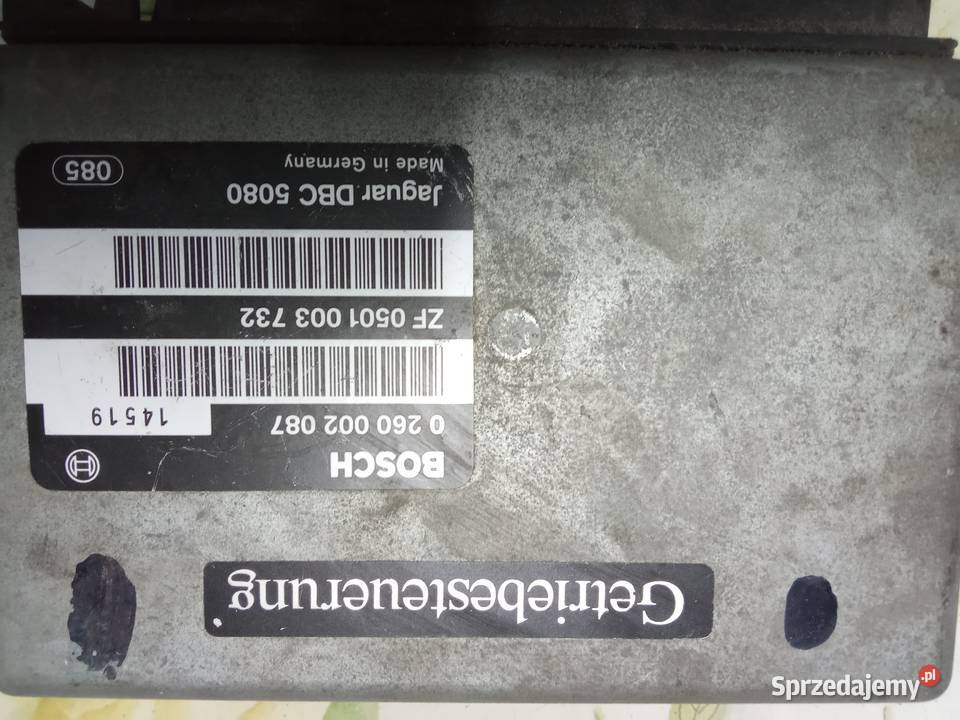 Getriebesteuerung
BOSCH
0 260 002 087
14519
ZF 0501 003 732
Jaguar DBC 5080
Made in Germany
085
Sprzedajemy.pl